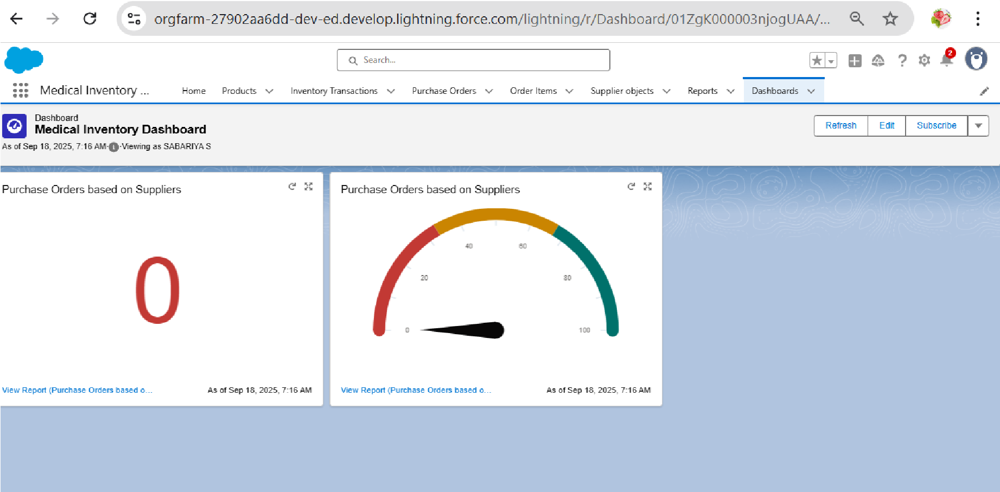 orgfarm-27902aa6dd-dev-ed.develop.lightning.force.com/lightning/r/Dashboard/01ZgK000003njogUAA/...
Search...
2
Medical Inventory ...
Home
Products
Inventory Transactions
Purchase Orders
Order Items
Supplier objects
Reports
Dashboards
Dashboard
Medical Inventory Dashboard
As of Sep 18, 2025, 7:16 AM·Viewing as SABARIYA S
Refresh
Edit
Subscribe
Purchase Orders based on Suppliers
0
View Report (Purchase Orders based o...
As of Sep 18, 2025, 7:16 AM
Purchase Orders based on Suppliers
40
60
20
80
0
100
View Report (Purchase Orders based o...
As of Sep 18, 2025, 7:16 AM